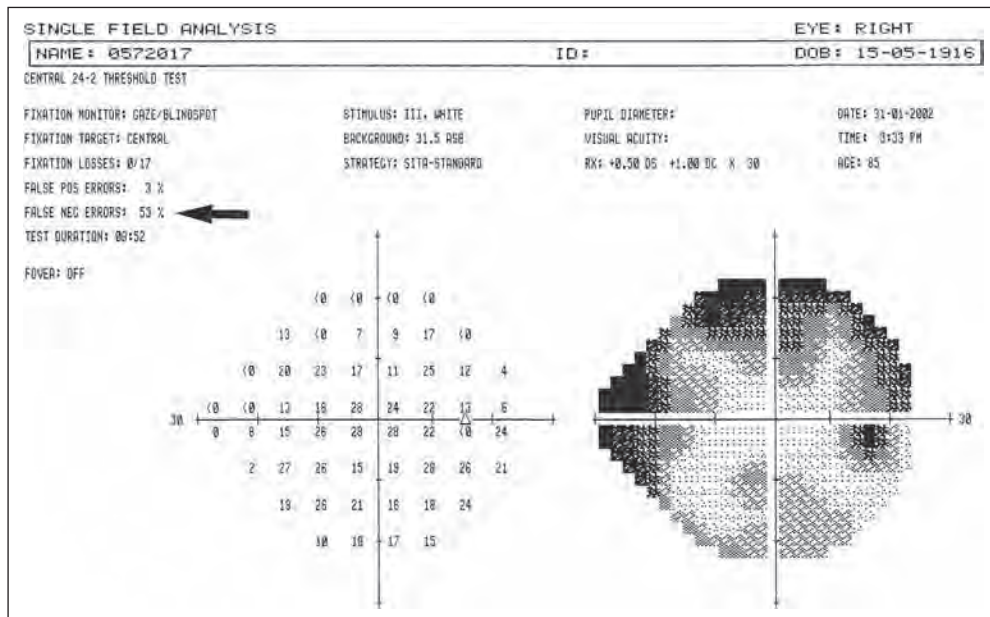 SINGLE FIELD ANALYSIS EYE: RIGHT
NAME: 0572017 ID: DOB: 15-05-1916
CENTRAL 24-2 THRESHOLD TEST
FIXATION MONITOR: GAZE/BLINDSPOT STIMULUS: III, WHITE PUPIL DIAMETER: DATE: 31-01-2002
FIXATION TARGET: CENTRAL BACKGROUND: 31.5 ASB VISUAL ACUITY: TIME: 3:33 PM
FIXATION LOSSES: 0/17 STRATEGY: SITA-STANDARD RX: +0.50 DS +1.00 DC X 30 AGE: 85
FALSE POS ERRORS: 3 %
FALSE NEG ERRORS: 53 %
TEST DURATION: 08:52
FOVEA: OFF
<0 <0 <0 <0
13 <0 7 9 17 <0
<0 20 23 17 11 25 12 4
<0 <0 13 18 28 24 22 13 6
30 30
0 8 15 26 28 28 22 <0 24
2 27 26 15 19 28 26 21
19 26 21 16 18 24
10 19 17 15